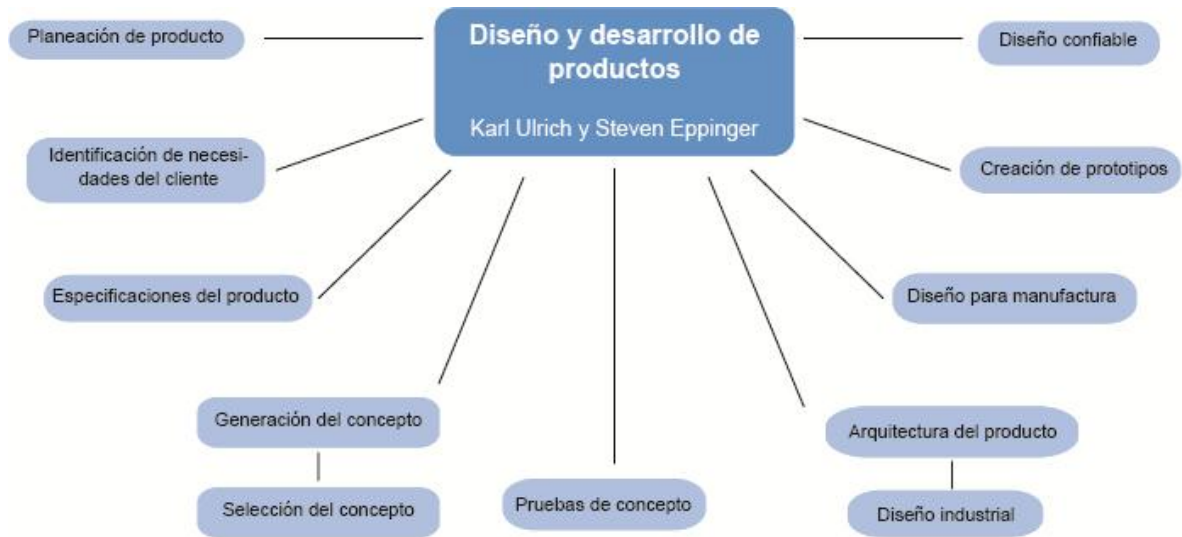 Diseño y desarrollo de
productos
Karl Ulrich y Steven Eppinger
Planeación de producto
Identificación de necesi-
dades del cliente
Especificaciones del producto
Generación del concepto
Selección del concepto
Pruebas de concepto
Arquitectura del producto
Diseño industrial
Diseño para manufactura
Creación de prototipos
Diseño confiable